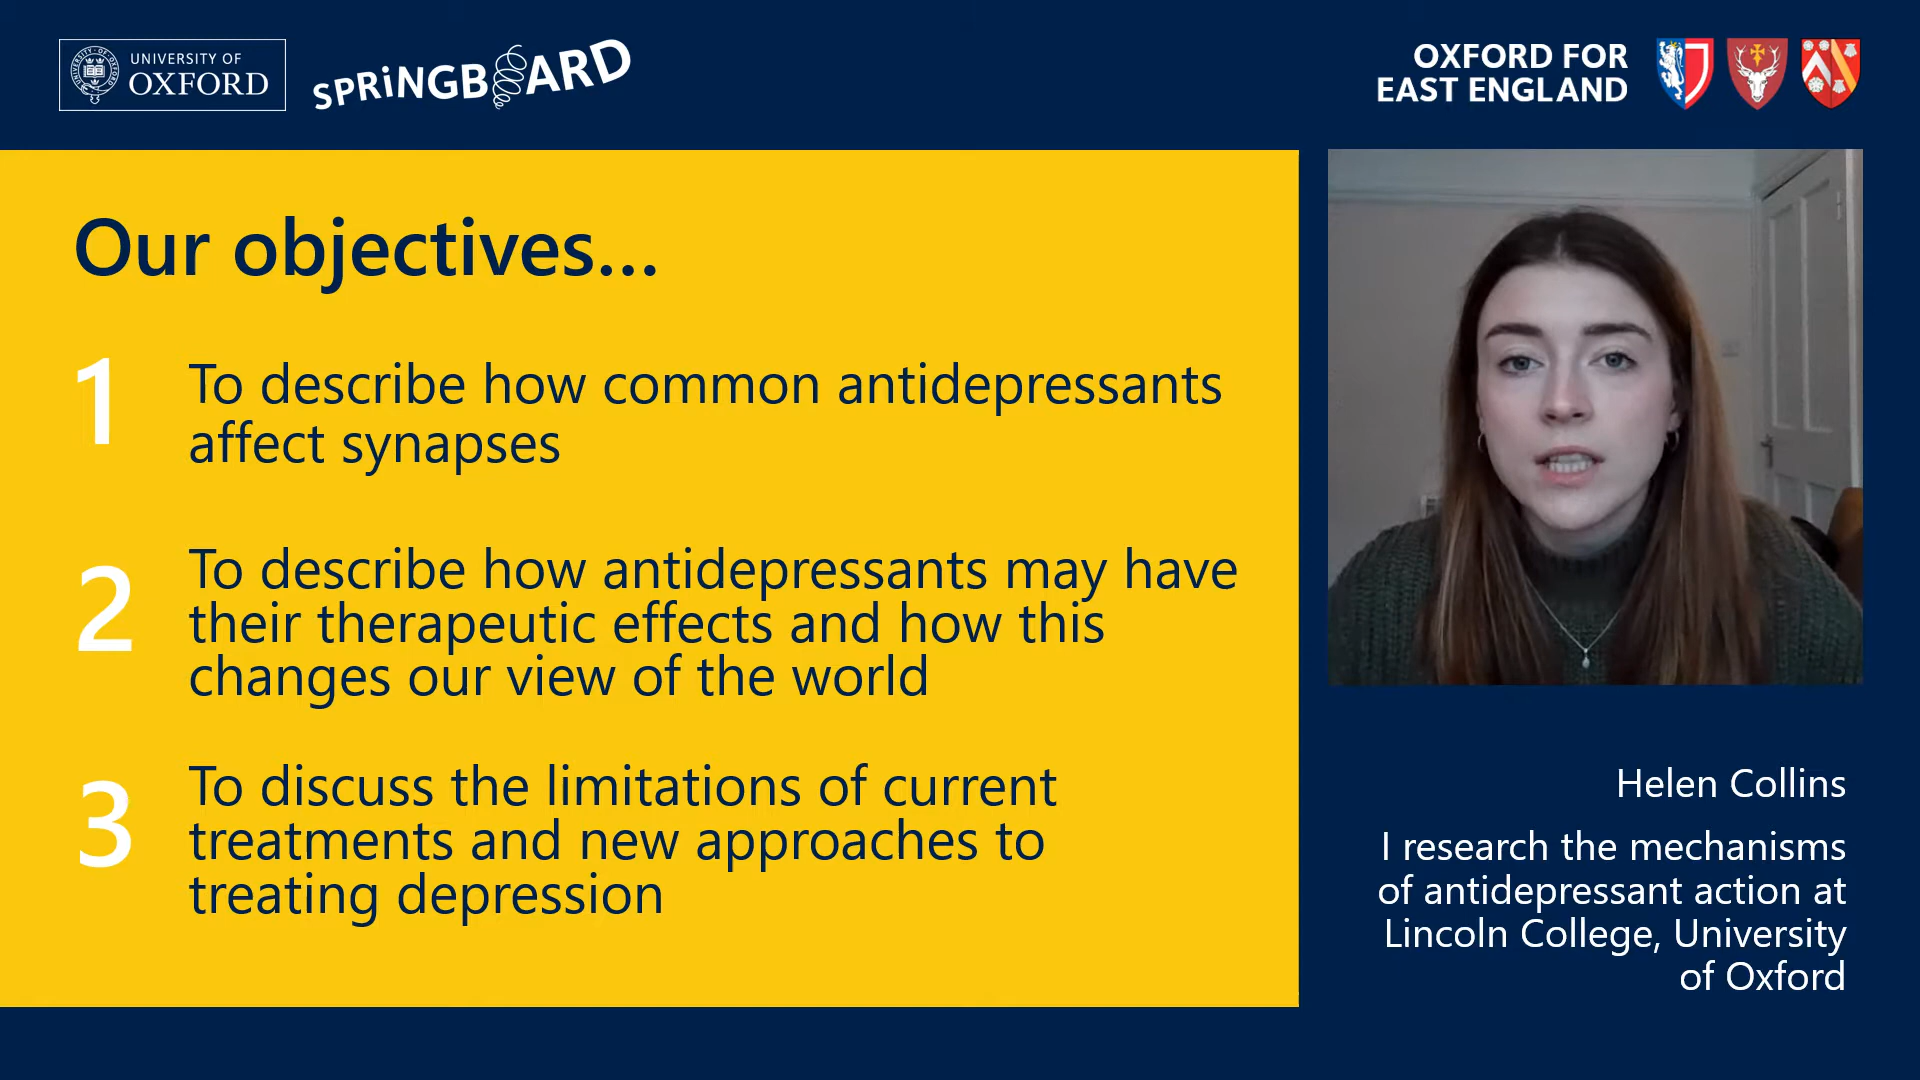 UNIVERSITY OF
OXFORD
SPRiNGBOARD
OXFORD FOR
EAST ENGLAND
Our objectives...
1
To describe how common antidepressants
affect synapses
2
To describe how antidepressants may have
their therapeutic effects and how this
changes our view of the world
3
To discuss the limitations of current
treatments and new approaches to
treating depression
Helen Collins
I research the mechanisms
of antidepressant action at
Lincoln College, University
of Oxford